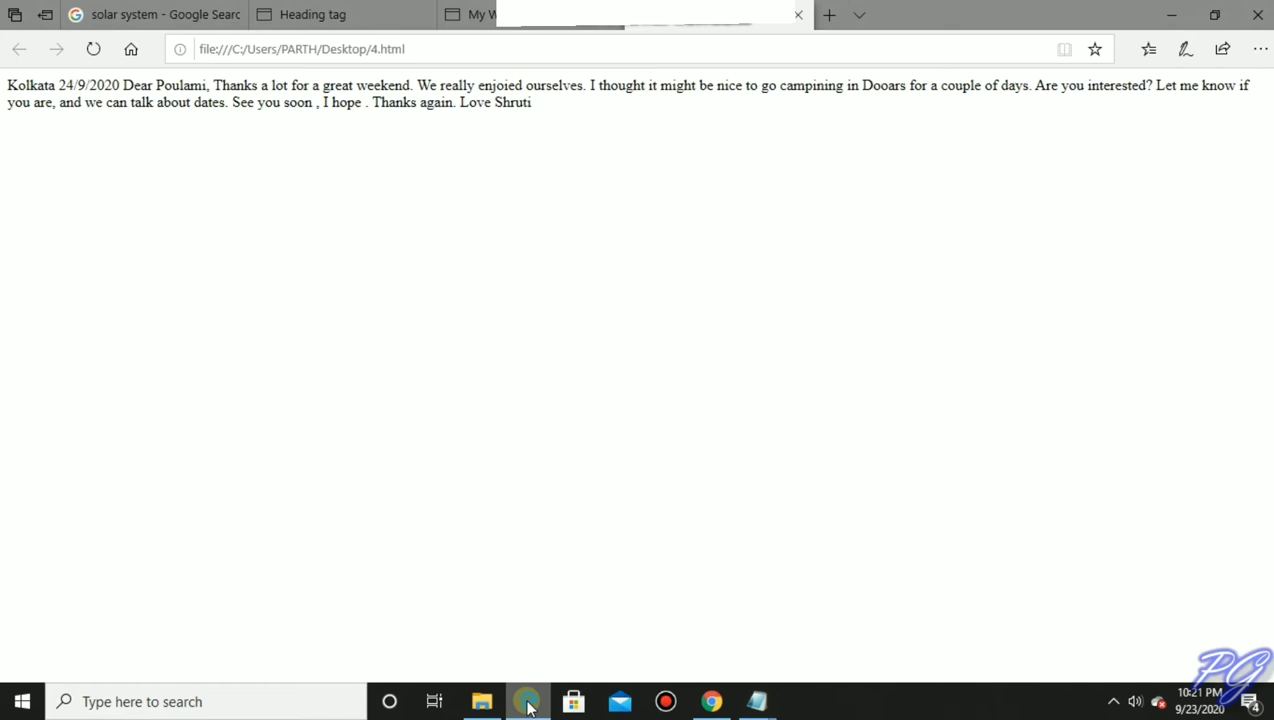 solar system - Google Searc
Heading tag
My W
file:///C:/Users/PARTH/Desktop/4.html
Kolkata 24/9/2020 Dear Poulami, Thanks a lot for a great weekend. We really enjoied ourselves. I thought it might be nice to go campining in Dooars for a couple of days. Are you interested? Let me know if
you are, and we can talk about dates. See you soon , I hope . Thanks again. Love Shruti
PG
Type here to search
10:21 PM
9/23/2020
4